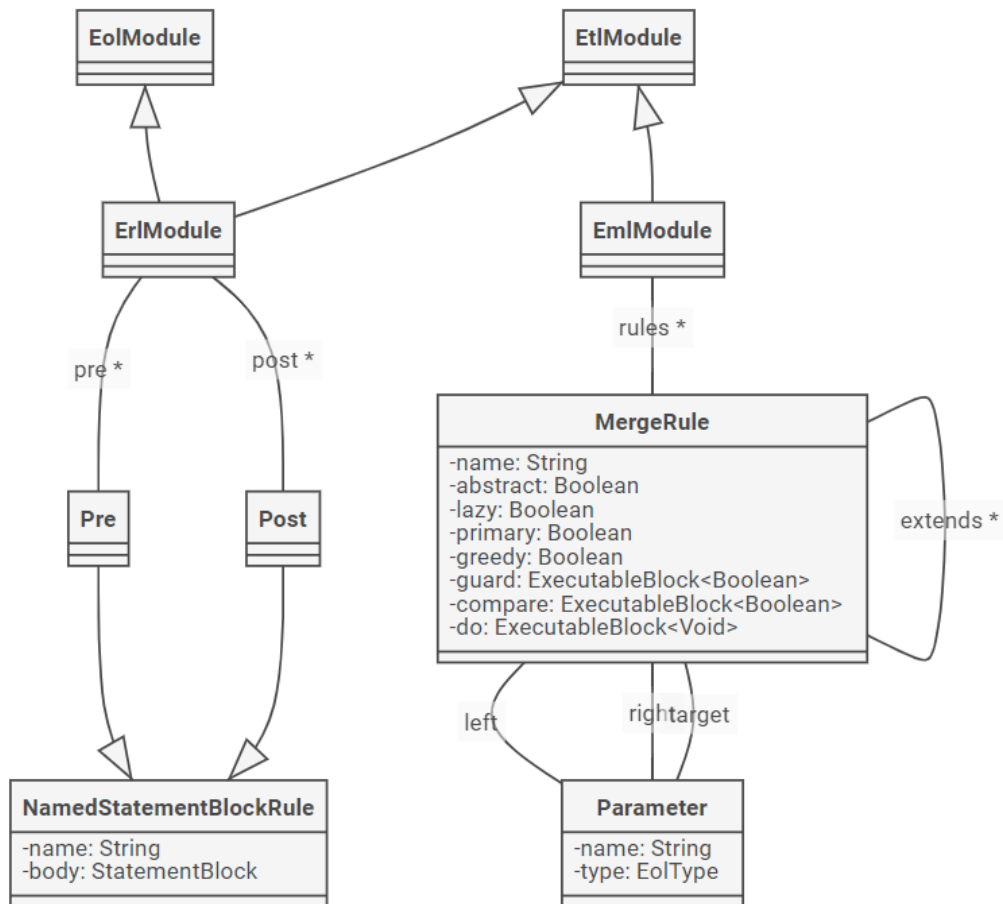 EolModule
EtlModule
ErlModule
EmlModule
rules *
pre *
post *
MergeRule
-name: String
-abstract: Boolean
-lazy: Boolean
-primary: Boolean
-greedy: Boolean
-guard: ExecutableBlock<Boolean>
-compare: ExecutableBlock<Boolean>
-do: ExecutableBlock<Void>
extends *
Pre
Post
left
target
NamedStatementBlockRule
-name: String
-body: StatementBlock
Parameter
-name: String
-type: EolType